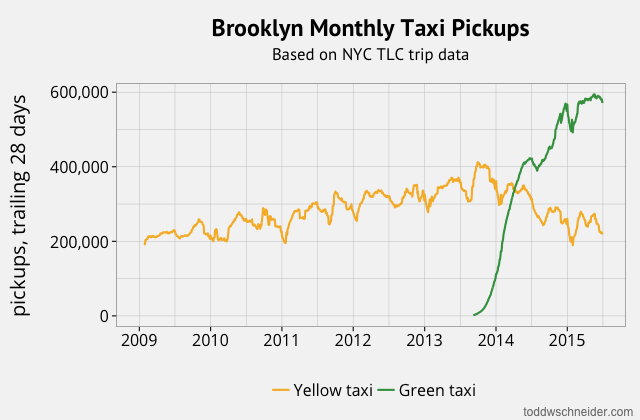 Brooklyn Monthly Taxi Pickups
Based on NYC TLC trip data
pickups, trailing 28 days
600,000
400,000
200,000
0
2009 2010 2011 2012 2013 2014 2015
Yellow taxi Green taxi
toddwschneider.com